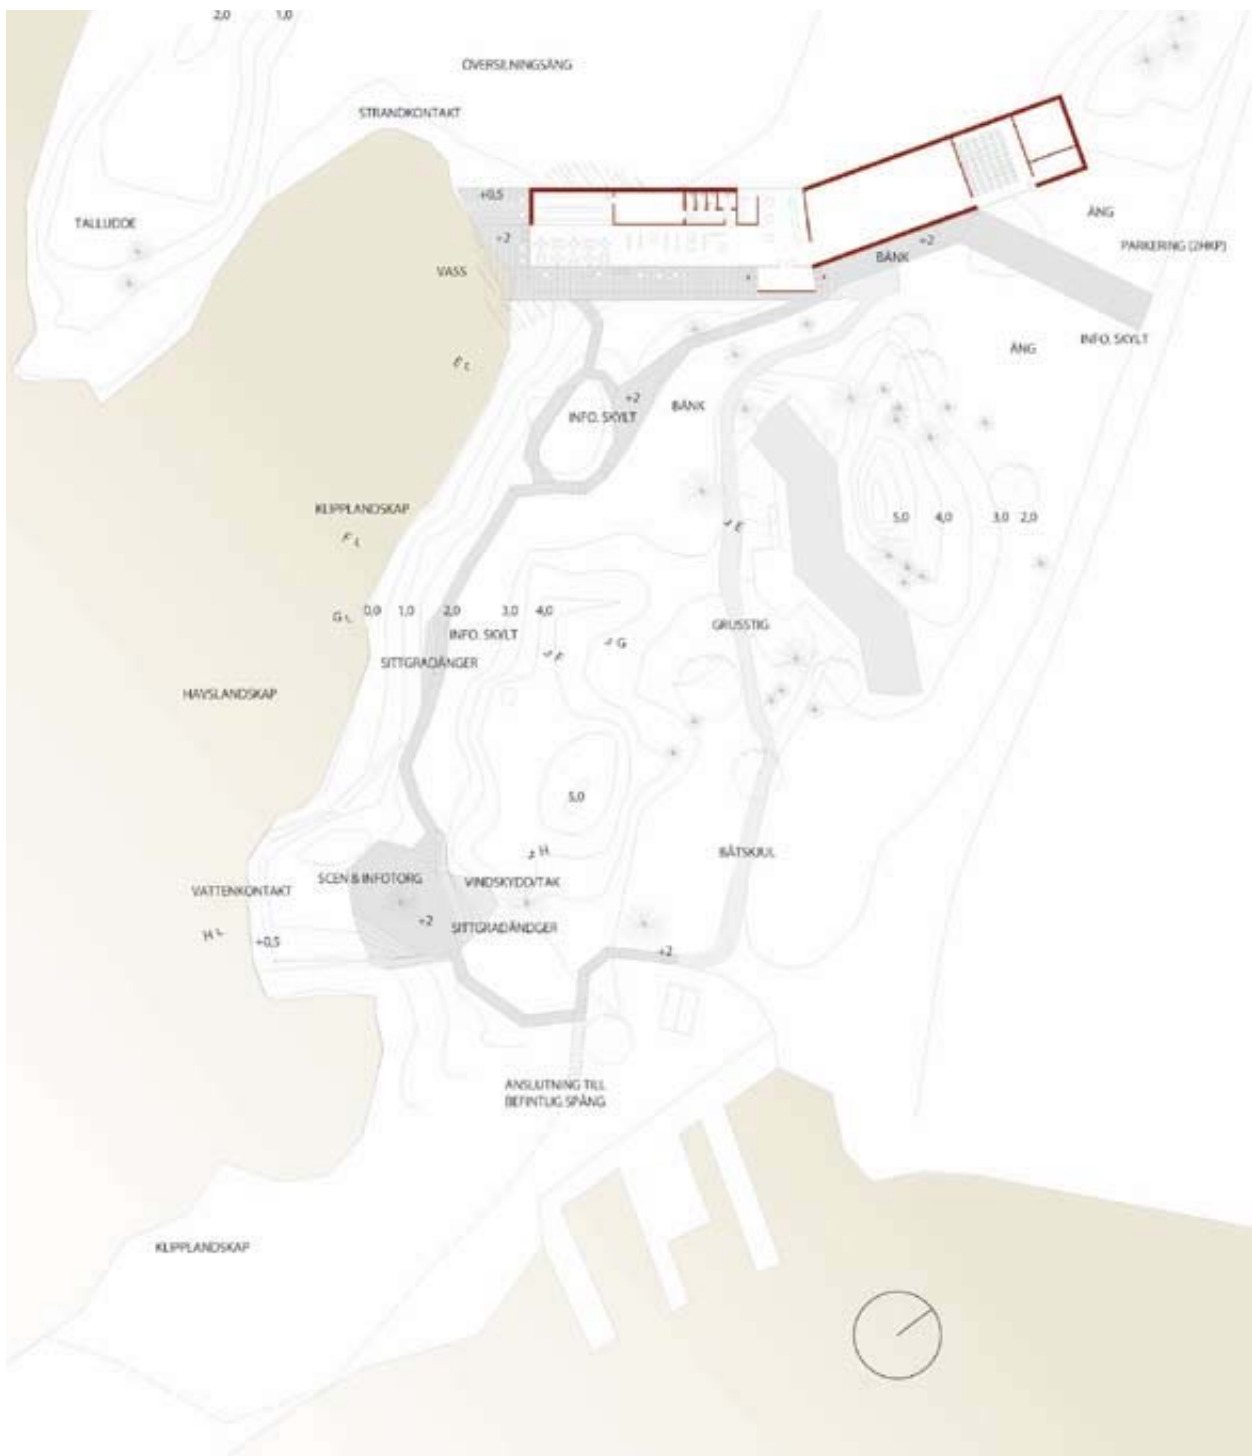 2,0 1,0
ÖVERSILNINGSÄNG
STRANDKONTAKT
+0,5
TALLUDDE
ÄNG
+2
+2
PARKERING (2HKP)
BÄNK
VASS
INFO. SKYLT
ÄNG
E L
+2
BÄNK
INFO. SKYLT
KLIPPLANDSKAP
5,0 4,0 3,0 2,0
E
F L
0,0 1,0 2,0 3,0 4,0
G L
GRUSSTIG
INFO. SKYLT
G
F
SITTGRADÄNGER
HAVSLANDSKAP
5,0
H
BÅTSKJUL
SCEN & INFOTORG
VINDSKYDD/TAK
VATTENKONTAKT
+2
SITTGRADÄNDGER
H L
+0,5
+2
ANSLUTNING TILL
BEFINTLIG SPÅNG
KLIPPLANDSKAP